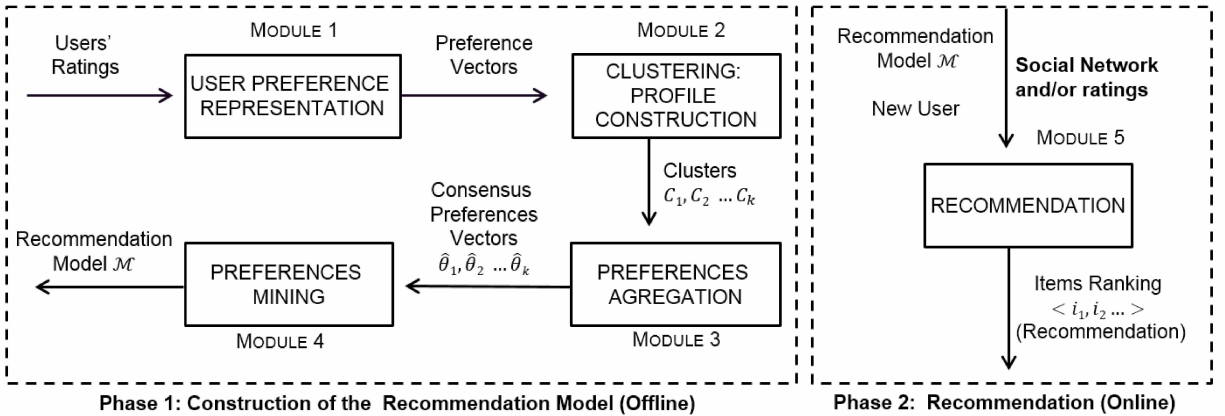 MODULE 1
Users’
Ratings
USER PREFERENCE
REPRESENTATION
Preference
Vectors
MODULE 2
CLUSTERING:
PROFILE
CONSTRUCTION
Clusters
C₁, C₂ … Cₖ
Consensus
Preferences
Vectors
θ̂₁, θ̂₂ … θ̂ₖ
PREFERENCES
AGREGATION
MODULE 3
PREFERENCES
MINING
MODULE 4
Recommendation
Model ℳ
Phase 1: Construction of the Recommendation Model (Offline)
Recommendation
Model ℳ
New User
Social Network
and/or ratings
MODULE 5
RECOMMENDATION
Items Ranking
< i₁, i₂ … >
(Recommendation)
Phase 2: Recommendation (Online)